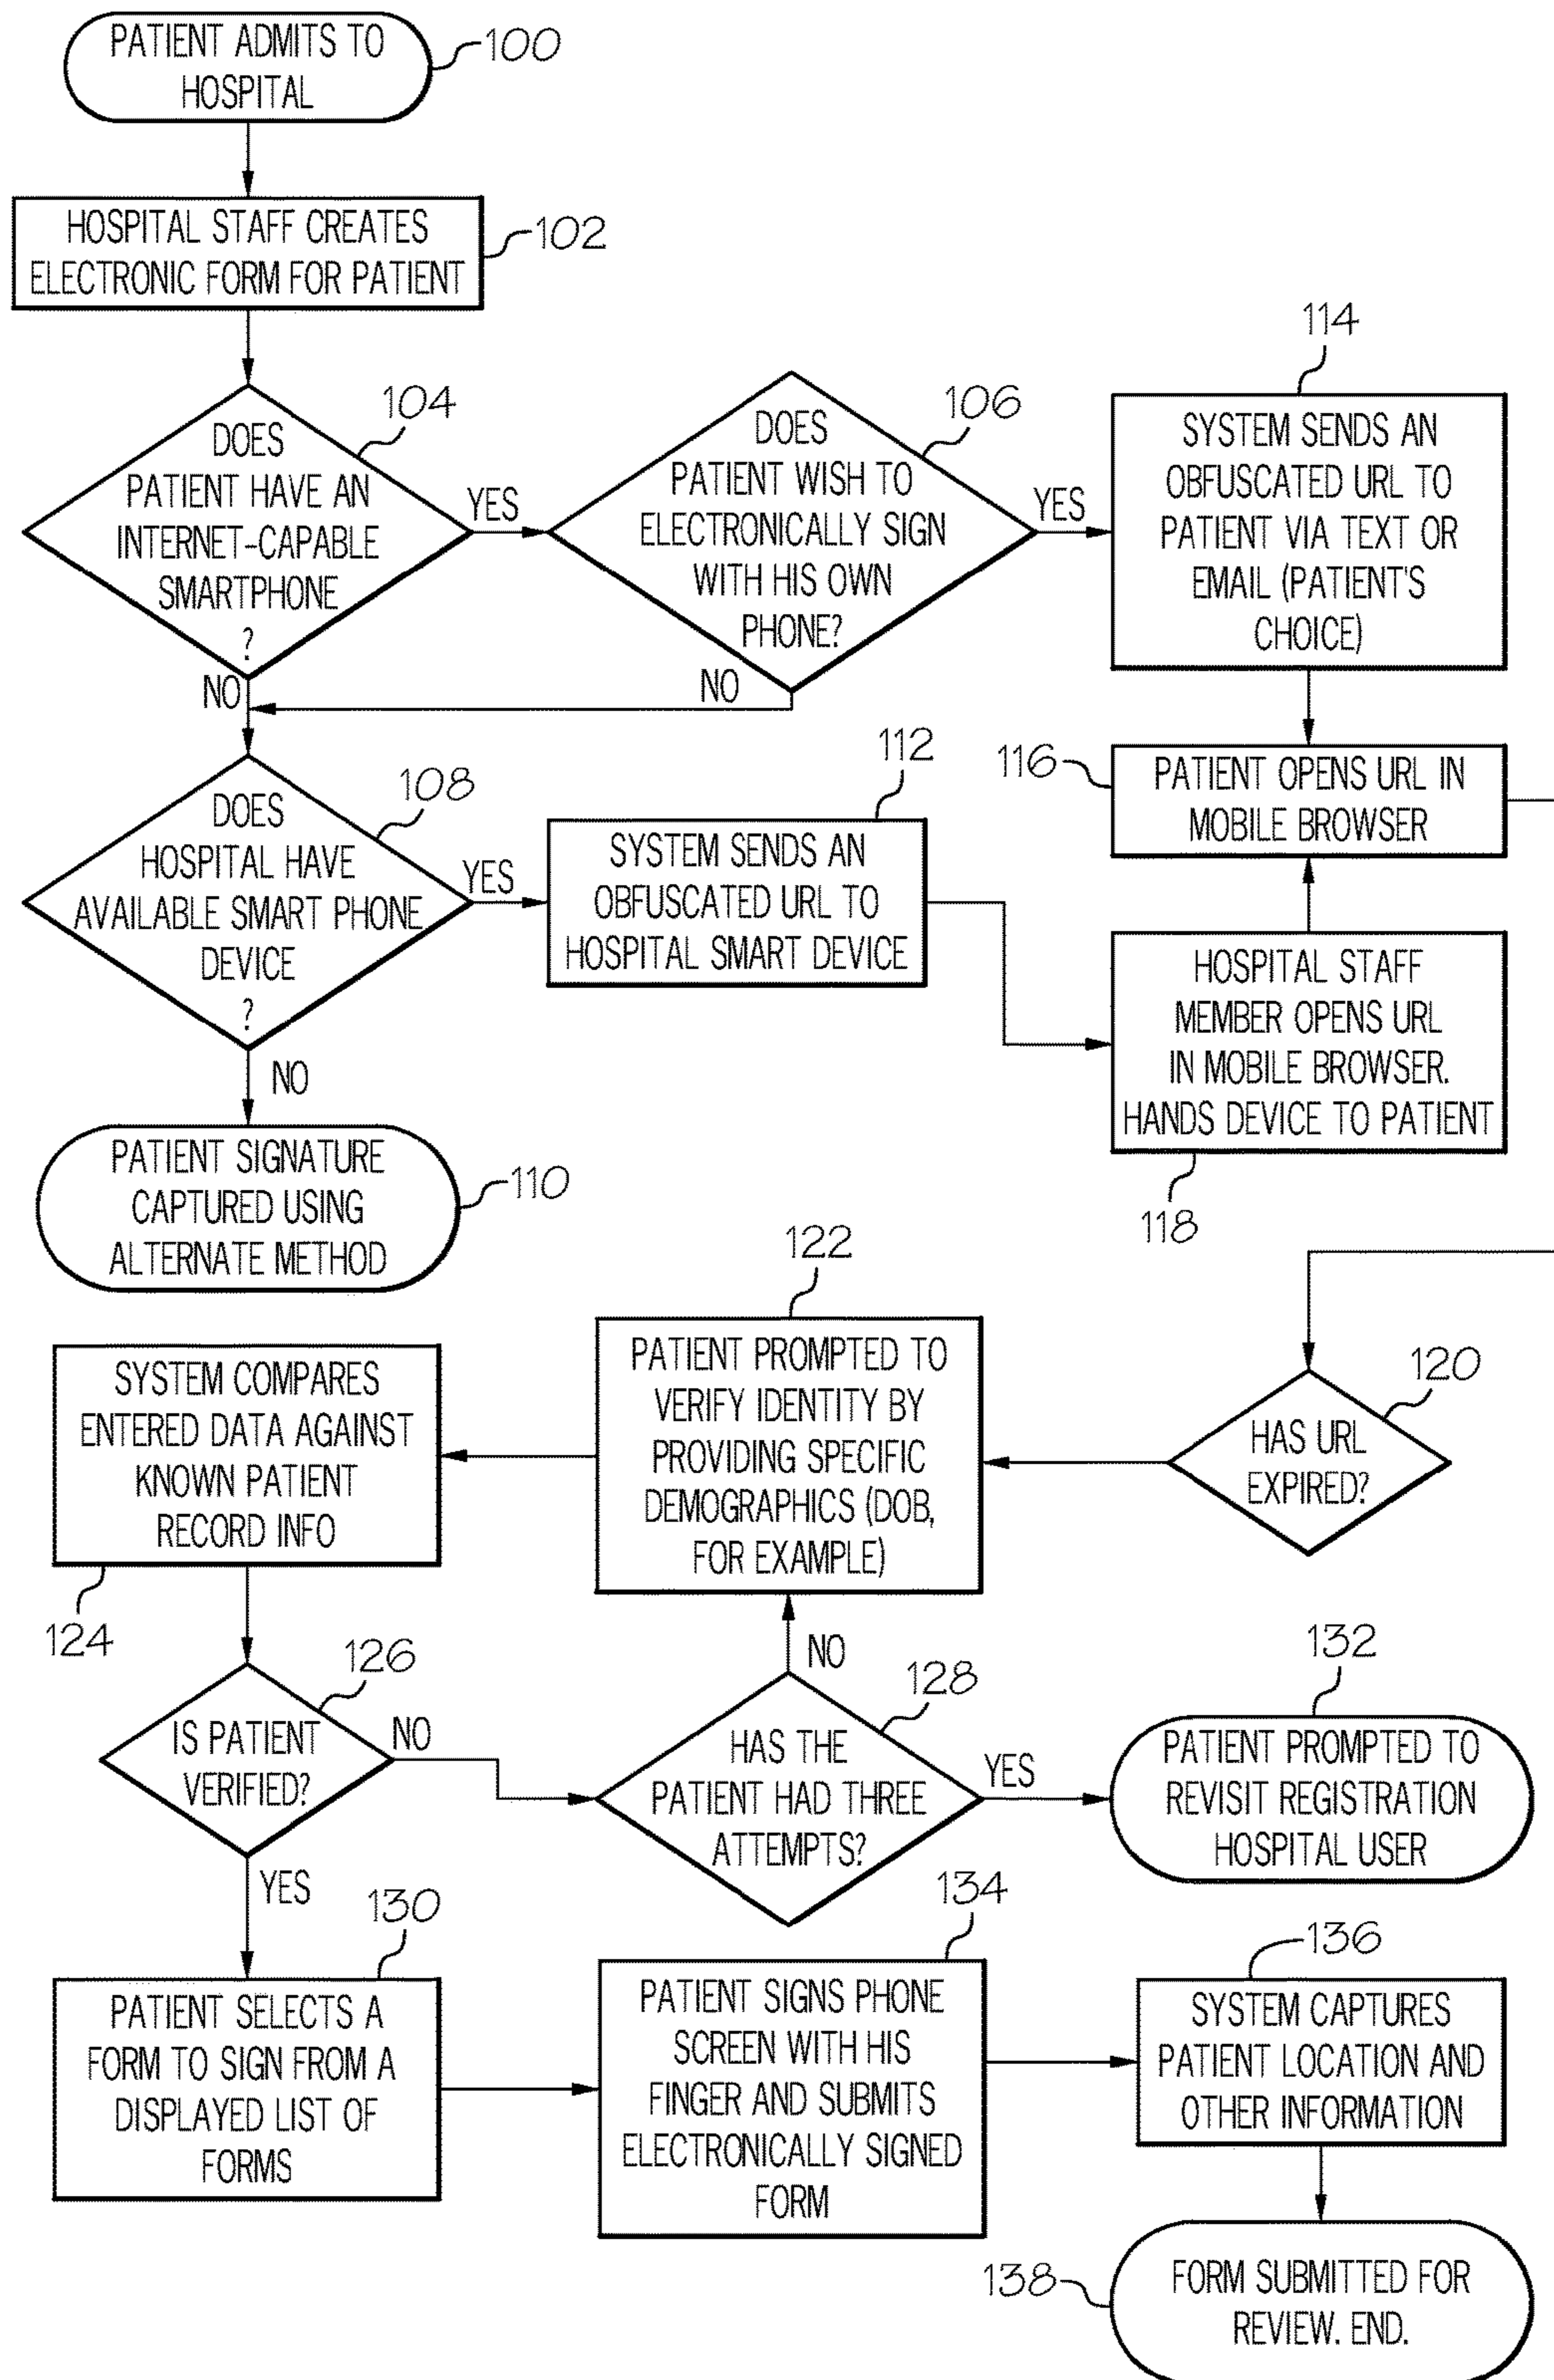 PATIENT ADMITS TO
HOSPITAL
100
HOSPITAL STAFF CREATES
ELECTRONIC FORM FOR PATIENT
102
DOES
PATIENT HAVE AN
INTERNET-CAPABLE
SMARTPHONE
?
104
YES
NO
DOES
PATIENT WISH TO
ELECTRONICALLY SIGN
WITH HIS OWN
PHONE?
106
YES
NO
114
SYSTEM SENDS AN
OBFUSCATED URL TO
PATIENT VIA TEXT OR
EMAIL (PATIENT'S
CHOICE)
DOES
HOSPITAL HAVE
AVAILABLE SMART PHONE
DEVICE
?
108
YES
NO
112
SYSTEM SENDS AN
OBFUSCATED URL TO
HOSPITAL SMART DEVICE
116
PATIENT OPENS URL IN
MOBILE BROWSER
HOSPITAL STAFF
MEMBER OPENS URL
IN MOBILE BROWSER.
HANDS DEVICE TO PATIENT
118
PATIENT SIGNATURE
CAPTURED USING
ALTERNATE METHOD
110
120
HAS URL
EXPIRED?
122
PATIENT PROMPTED TO
VERIFY IDENTITY BY
PROVIDING SPECIFIC
DEMOGRAPHICS (DOB,
FOR EXAMPLE)
SYSTEM COMPARES
ENTERED DATA AGAINST
KNOWN PATIENT
RECORD INFO
124
126
IS PATIENT
VERIFIED?
NO
YES
128
HAS THE
PATIENT HAD THREE
ATTEMPTS?
NO
YES
132
PATIENT PROMPTED TO
REVISIT REGISTRATION
HOSPITAL USER
130
PATIENT SELECTS A
FORM TO SIGN FROM A
DISPLAYED LIST OF
FORMS
134
PATIENT SIGNS PHONE
SCREEN WITH HIS
FINGER AND SUBMITS
ELECTRONICALLY SIGNED
FORM
136
SYSTEM CAPTURES
PATIENT LOCATION AND
OTHER INFORMATION
138
FORM SUBMITTED FOR
REVIEW. END.